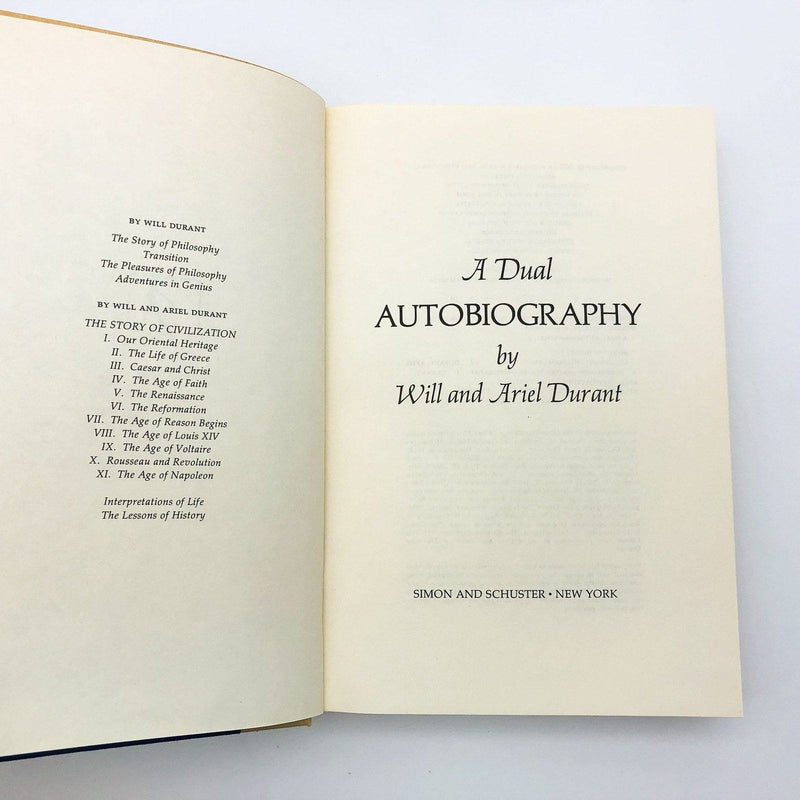 BY WILL DURANT
The Story of Philosophy
Transition
The Pleasures of Philosophy
Adventures in Genius
BY WILL AND ARIEL DURANT
THE STORY OF CIVILIZATION
I. Our Oriental Heritage
II. The Life of Greece
III. Caesar and Christ
IV. The Age of Faith
V. The Renaissance
VI. The Reformation
VII. The Age of Reason Begins
VIII. The Age of Louis XIV
IX. The Age of Voltaire
X. Rousseau and Revolution
XI. The Age of Napoleon
Interpretations of Life
The Lessons of History
A Dual
AUTOBIOGRAPHY
by
Will and Ariel Durant
SIMON AND SCHUSTER • NEW YORK